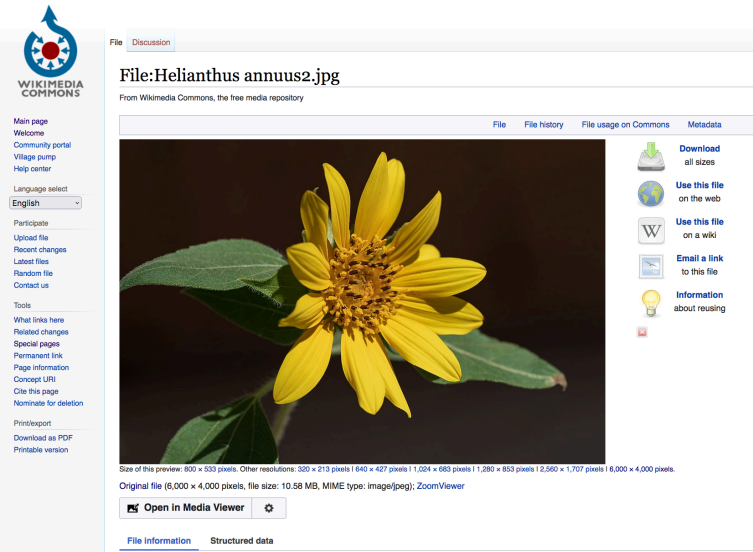 WIKIMEDIA
COMMONS
Main page
Welcome
Community portal
Village pump
Help center
Language select
English
Participate
Upload file
Recent changes
Latest files
Random file
Contact us
Tools
What links here
Related changes
Special pages
Permanent link
Page information
Concept URI
Cite this page
Nominate for deletion
Print/export
Download as PDF
Printable version
File Discussion
File:Helianthus annuus2.jpg
From Wikimedia Commons, the free media repository
File File history File usage on Commons Metadata
Download
all sizes
Use this file
on the web
W
Use this file
on a wiki
Email a link
to this file
Information
about reusing
Size of this preview: 800 × 533 pixels. Other resolutions: 320 × 213 pixels | 640 × 427 pixels | 1,024 × 683 pixels | 1,280 × 853 pixels | 2,560 × 1,707 pixels | 6,000 × 4,000 pixels.
Original file (6,000 × 4,000 pixels, file size: 10.58 MB, MIME type: image/jpeg); ZoomViewer
Open in Media Viewer
File information Structured data